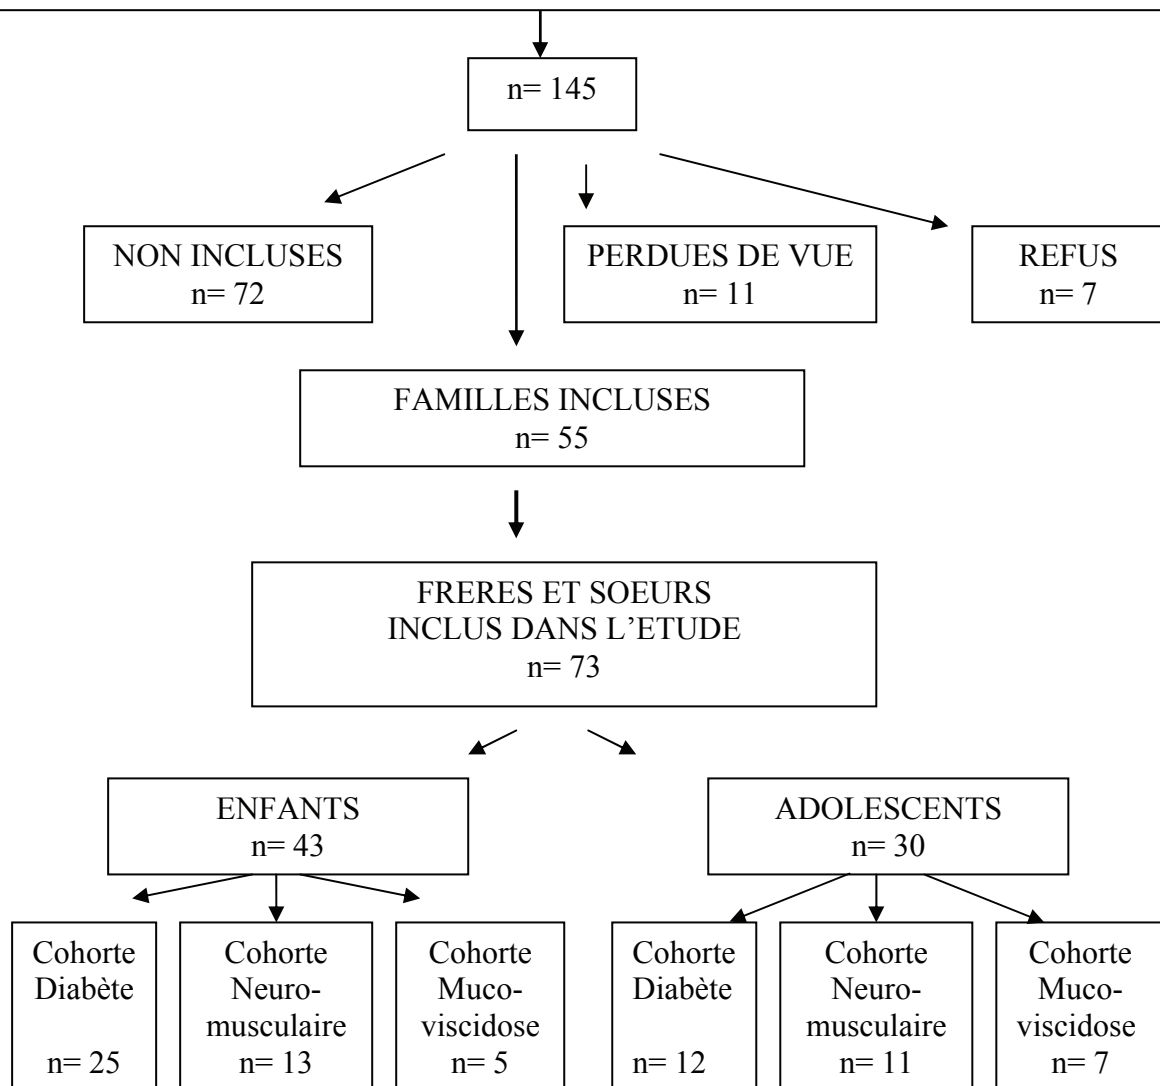 n= 145
NON INCLUSES
n= 72
PERDUES DE VUE
n= 11
REFUS
n= 7
FAMILLES INCLUSES
n= 55
FRERES ET SOEURS
INCLUS DANS L’ETUDE
n= 73
ENFANTS
n= 43
ADOLESCENTS
n= 30
Cohorte
Diabète
n= 25
Cohorte
Neuro-
musculaire
n= 13
Cohorte
Muco-
viscidose
n= 5
Cohorte
Diabète
n= 12
Cohorte
Neuro-
musculaire
n= 11
Cohorte
Muco-
viscidose
n= 7